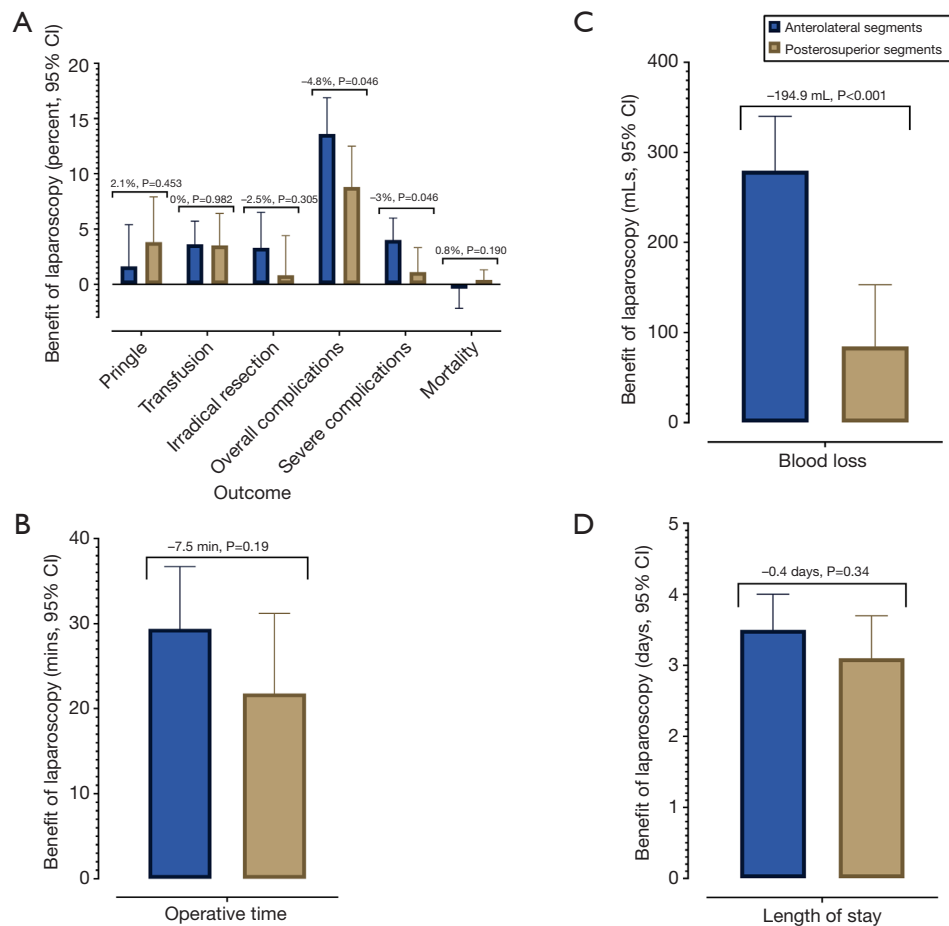 A
Benefit of laparoscopy (percent, 95% CI)
20
15
10
5
0
2.1%, P=0.453
0%, P=0.982
−2.5%, P=0.305
−4.8%, P=0.046
−3%, P=0.046
0.8%, P=0.190
Pringle
Transfusion
Irradical resection
Overall complications
Severe complications
Mortality
Outcome
C
Anterolateral segments
Posterosuperior segments
Benefit of laparoscopy (mLs, 95% CI)
400
300
200
100
0
−194.9 mL, P<0.001
Blood loss
B
Benefit of laparoscopy (mins, 95% CI)
40
30
20
10
0
−7.5 min, P=0.19
Operative time
D
Benefit of laparoscopy (days, 95% CI)
5
4
3
2
1
0
−0.4 days, P=0.34
Length of stay